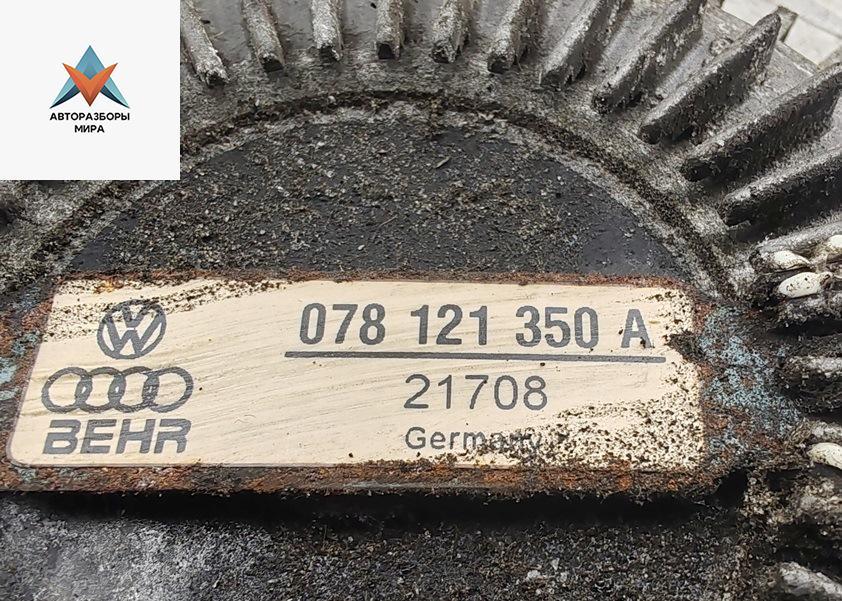 АВТОРАЗБОРЫ
МИРА
078 121 350 A
21708
BEHR
Germany